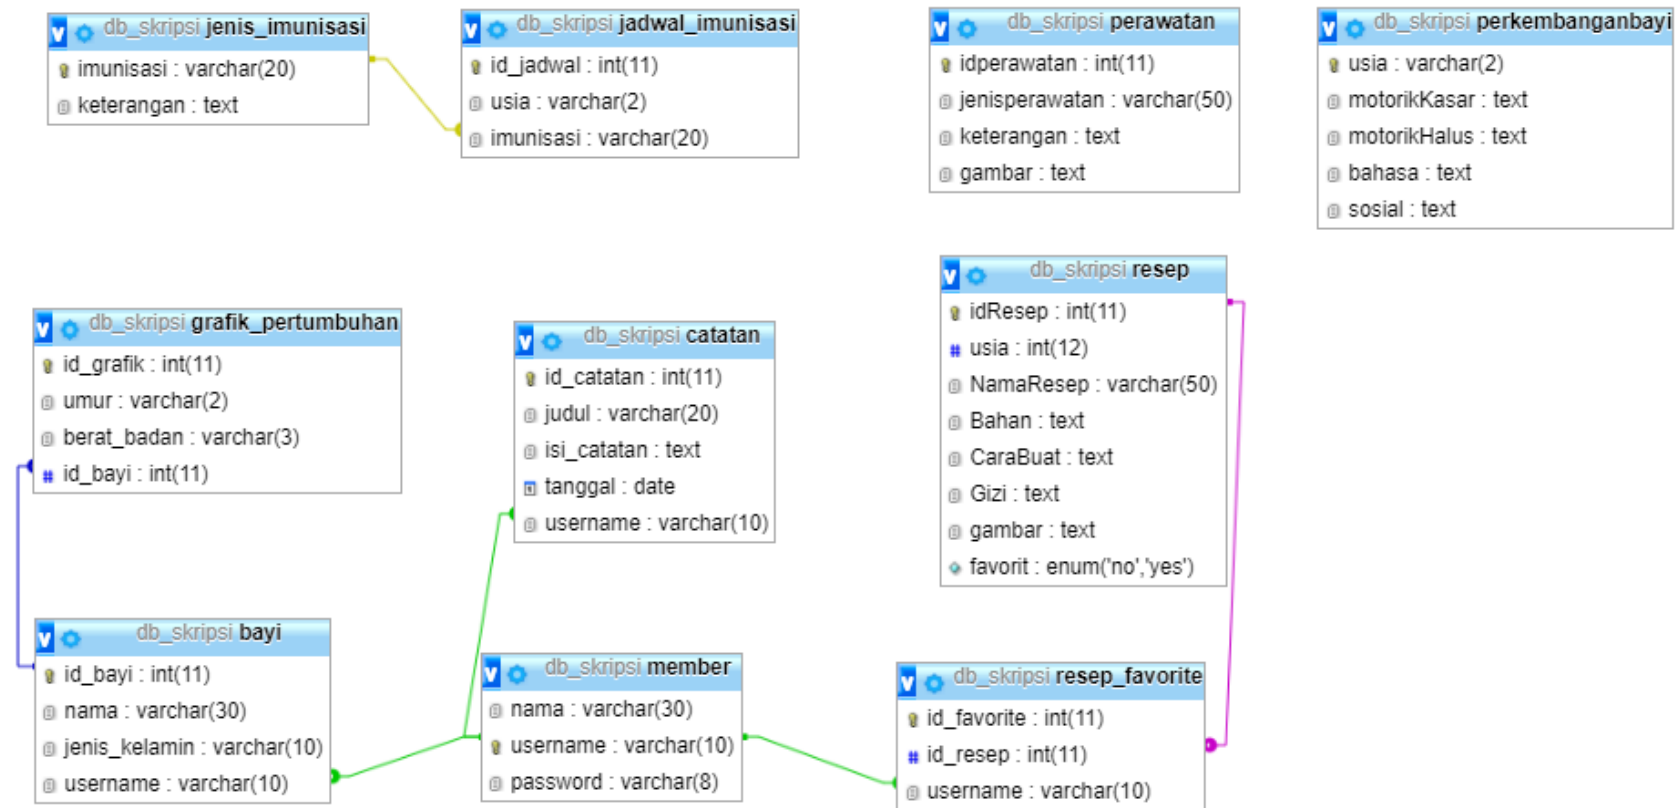 db_skripsi jenis_imunisasi
imunisasi : varchar(20)
keterangan : text
db_skripsi jadwal_imunisasi
id_jadwal : int(11)
usia : varchar(2)
imunisasi : varchar(20)
db_skripsi perawatan
idperawatan : int(11)
jenisperawatan : varchar(50)
keterangan : text
gambar : text
db_skripsi perkembanganbayi
usia : varchar(2)
motorikKasar : text
motorikHalus : text
bahasa : text
sosial : text
db_skripsi grafik_pertumbuhan
id_grafik : int(11)
umur : varchar(2)
berat_badan : varchar(3)
# id_bayi : int(11)
db_skripsi catatan
id_catatan : int(11)
judul : varchar(20)
isi_catatan : text
tanggal : date
username : varchar(10)
db_skripsi resep
idResep : int(11)
# usia : int(12)
NamaResep : varchar(50)
Bahan : text
CaraBuat : text
Gizi : text
gambar : text
favorit : enum('no','yes')
db_skripsi bayi
id_bayi : int(11)
nama : varchar(30)
jenis_kelamin : varchar(10)
username : varchar(10)
db_skripsi member
nama : varchar(30)
username : varchar(10)
password : varchar(8)
db_skripsi resep_favorite
id_favorite : int(11)
# id_resep : int(11)
username : varchar(10)